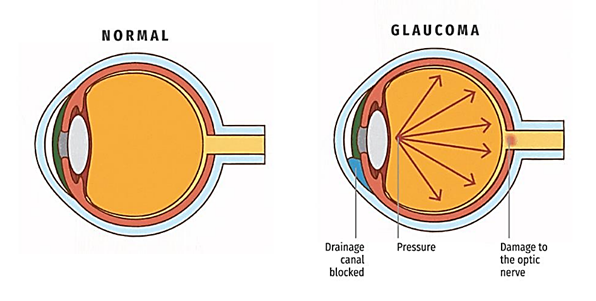 NORMAL
GLAUCOMA
Drainage
canal
blocked
Pressure
Damage to
the optic
nerve